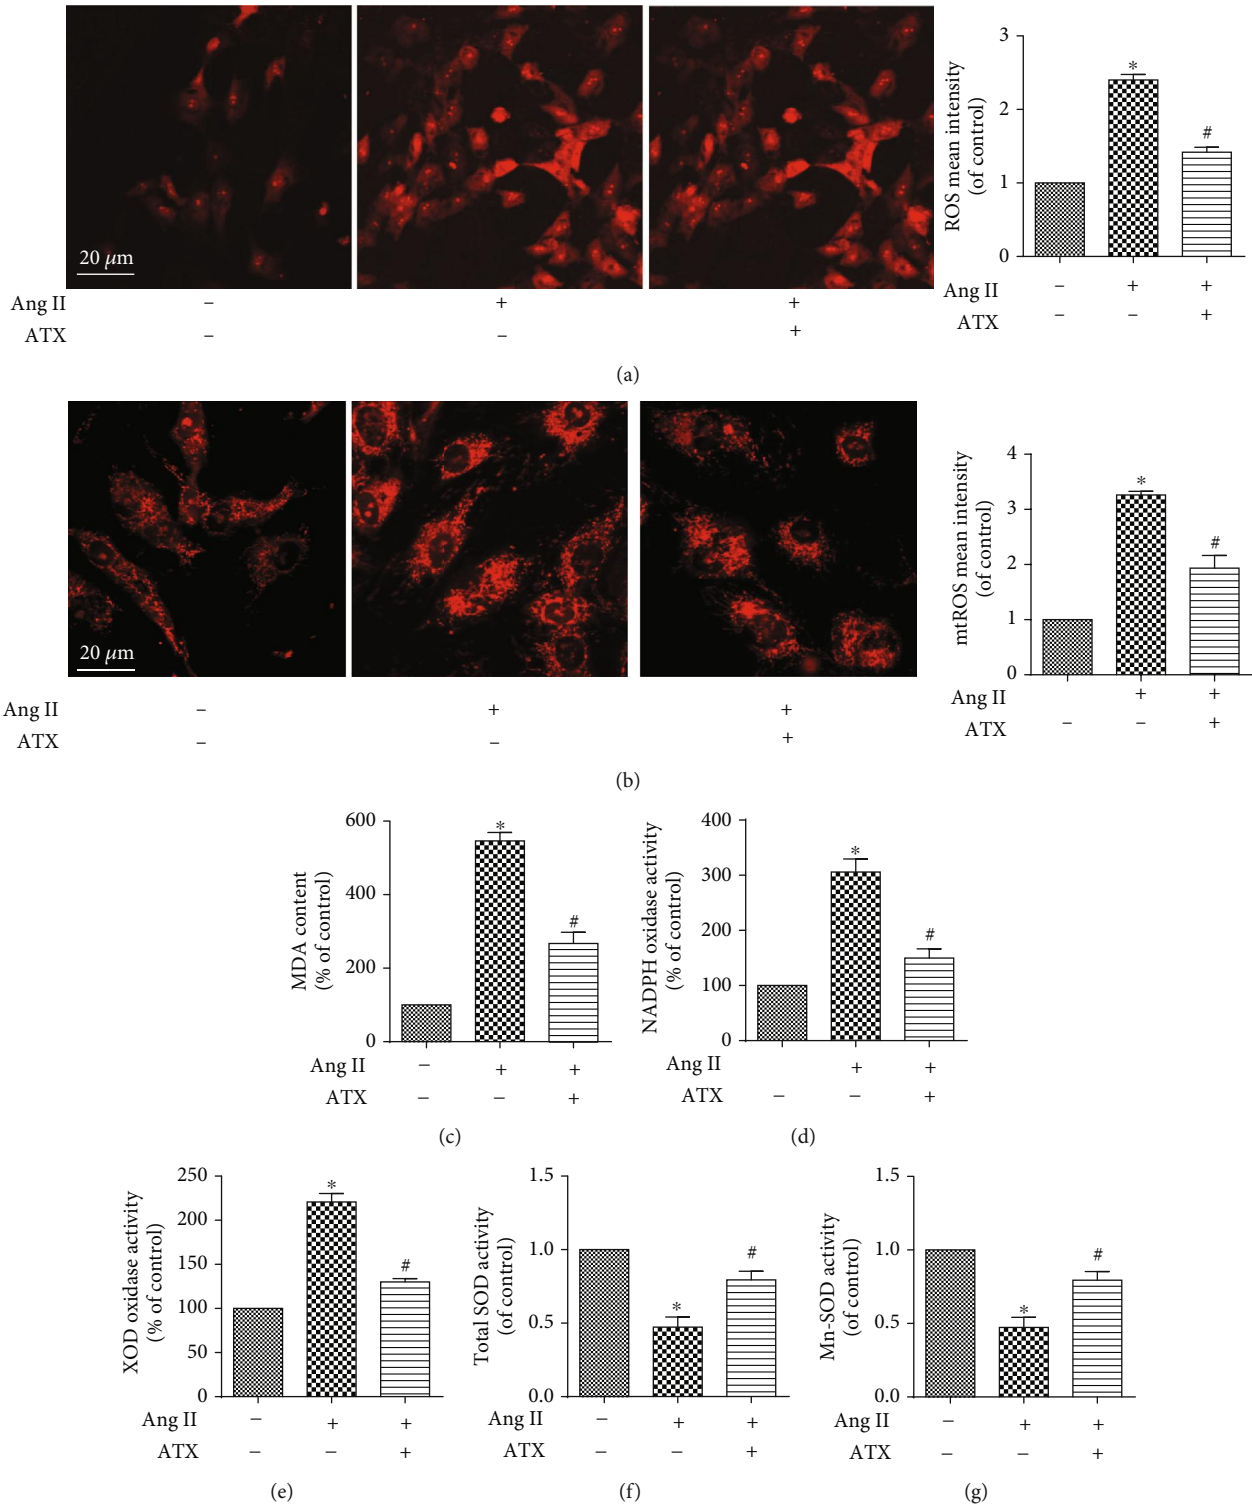 20 μm
Ang II – + +
ATX – – +
3
2
1
0
ROS mean intensity
(of control)
*
#
Ang II – + +
ATX – – +
(a)
20 μm
Ang II – + +
ATX – – +
4
3
2
1
0
mtROS mean intensity
(of control)
*
#
Ang II + +
ATX – – +
(b)
600
400
200
0
MDA content
(% of control)
*
#
Ang II – + +
ATX – – +
(c)
400
300
200
100
0
NADPH oxidase activity
(% of control)
*
#
Ang II + +
ATX – – +
(d)
250
200
150
100
50
0
XOD oxidase activity
(% of control)
*
#
Ang II – + +
ATX – – +
(e)
1.5
1.0
0.5
0.0
Total SOD activity
(of control)
*
#
Ang II – + +
ATX – – +
(f)
1.5
1.0
0.5
0.0
Mn-SOD activity
(of control)
*
#
Ang II – + +
ATX – – +
(g)